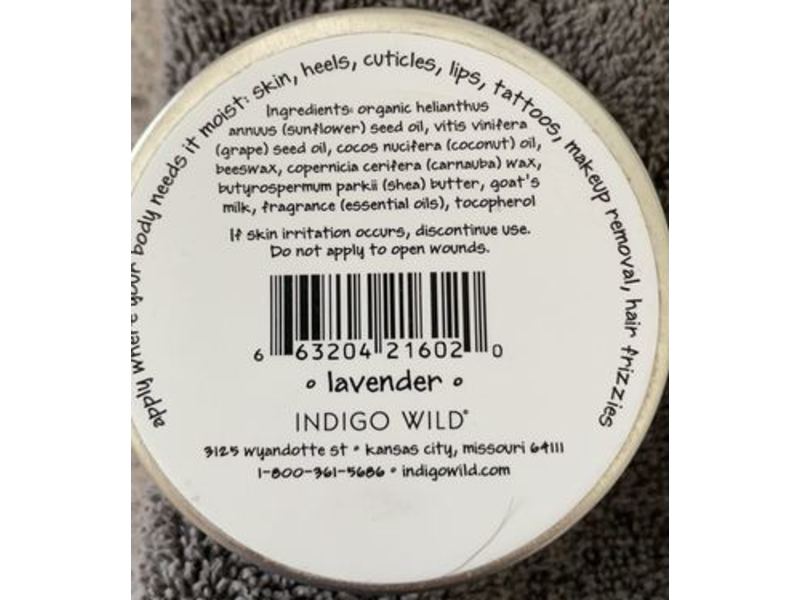 apply where your body needs it moist: skin, heels, cuticles, lips, tattoos, makeup removal, hair frizzies
Ingredients: organic helianthus
annuus (sunflower) seed oil, vitis vinifera
(grape) seed oil, cocos nucifera (coconut) oil,
beeswax, copernicia cerifera (carnauba) wax,
butyrospermum parkii (shea) butter, goat's
milk, fragrance (essential oils), tocopherol
If skin irritation occurs, discontinue use.
Do not apply to open wounds.
6 63204 21602 0
° lavender °
INDIGO WILD®
3125 wyandotte st • kansas city, missouri 64111
1-800-361-5686 • indigowild.com